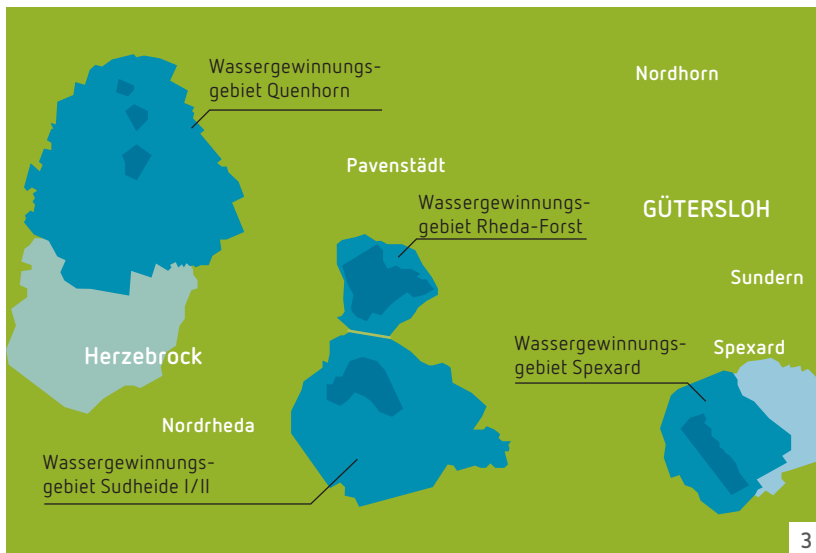 Wassergewinnungs-
gebiet Quenhorn
Nordhorn
Pavenstädt
Wassergewinnungs-
gebiet Rheda-Forst
GÜTERSLOH
Sundern
Wassergewinnungs-
gebiet Spexard
Spexard
Herzebrock
Nordrheda
Wassergewinnungs-
gebiet Sudheide I/II
3